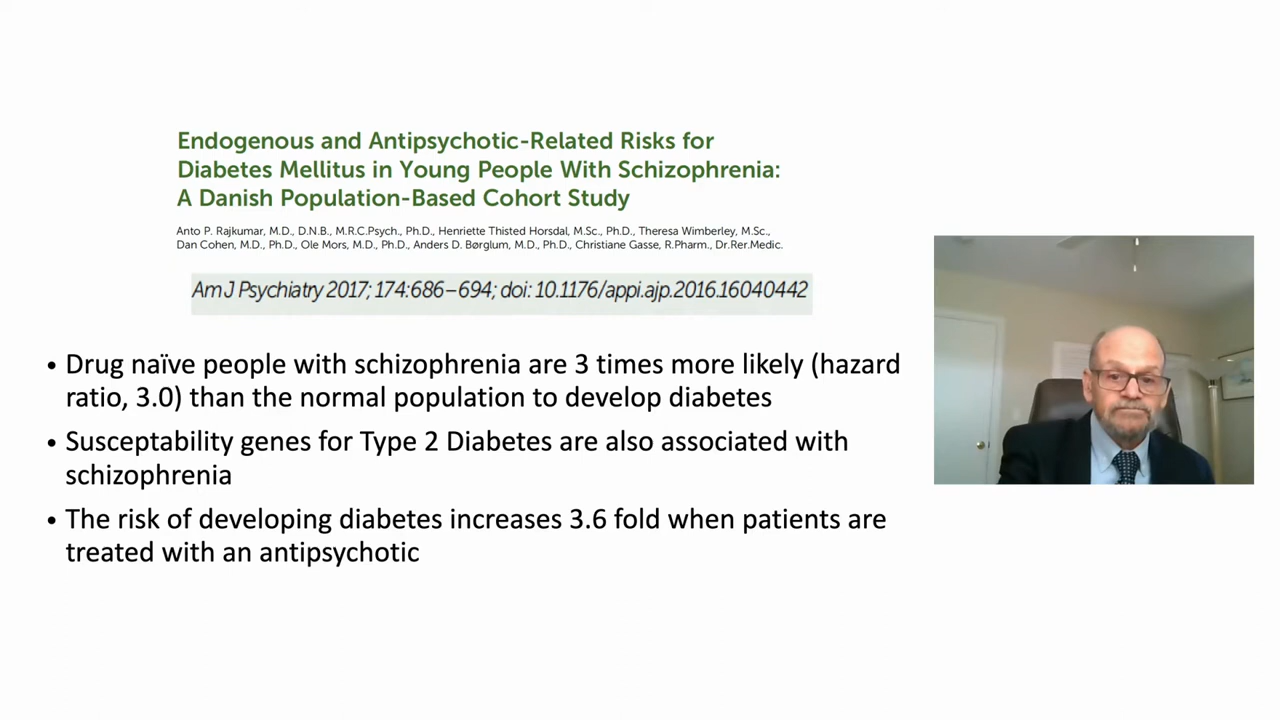 Endogenous and Antipsychotic-Related Risks for
Diabetes Mellitus in Young People With Schizophrenia:
A Danish Population-Based Cohort Study
Anto P. Rajkumar, M.D., D.N.B., M.R.C.Psych., Ph.D., Henriette Thisted Horsdal, M.Sc., Ph.D., Theresa Wimberley, M.Sc.,
Dan Cohen, M.D., Ph.D., Ole Mors, M.D., Ph.D., Anders D. Børglum, M.D., Ph.D., Christiane Gasse, R.Pharm., Dr.Rer.Medic.
Am J Psychiatry 2017; 174:686–694; doi: 10.1176/appi.ajp.2016.16040442
• Drug naïve people with schizophrenia are 3 times more likely (hazard
ratio, 3.0) than the normal population to develop diabetes
• Susceptability genes for Type 2 Diabetes are also associated with
schizophrenia
• The risk of developing diabetes increases 3.6 fold when patients are
treated with an antipsychotic